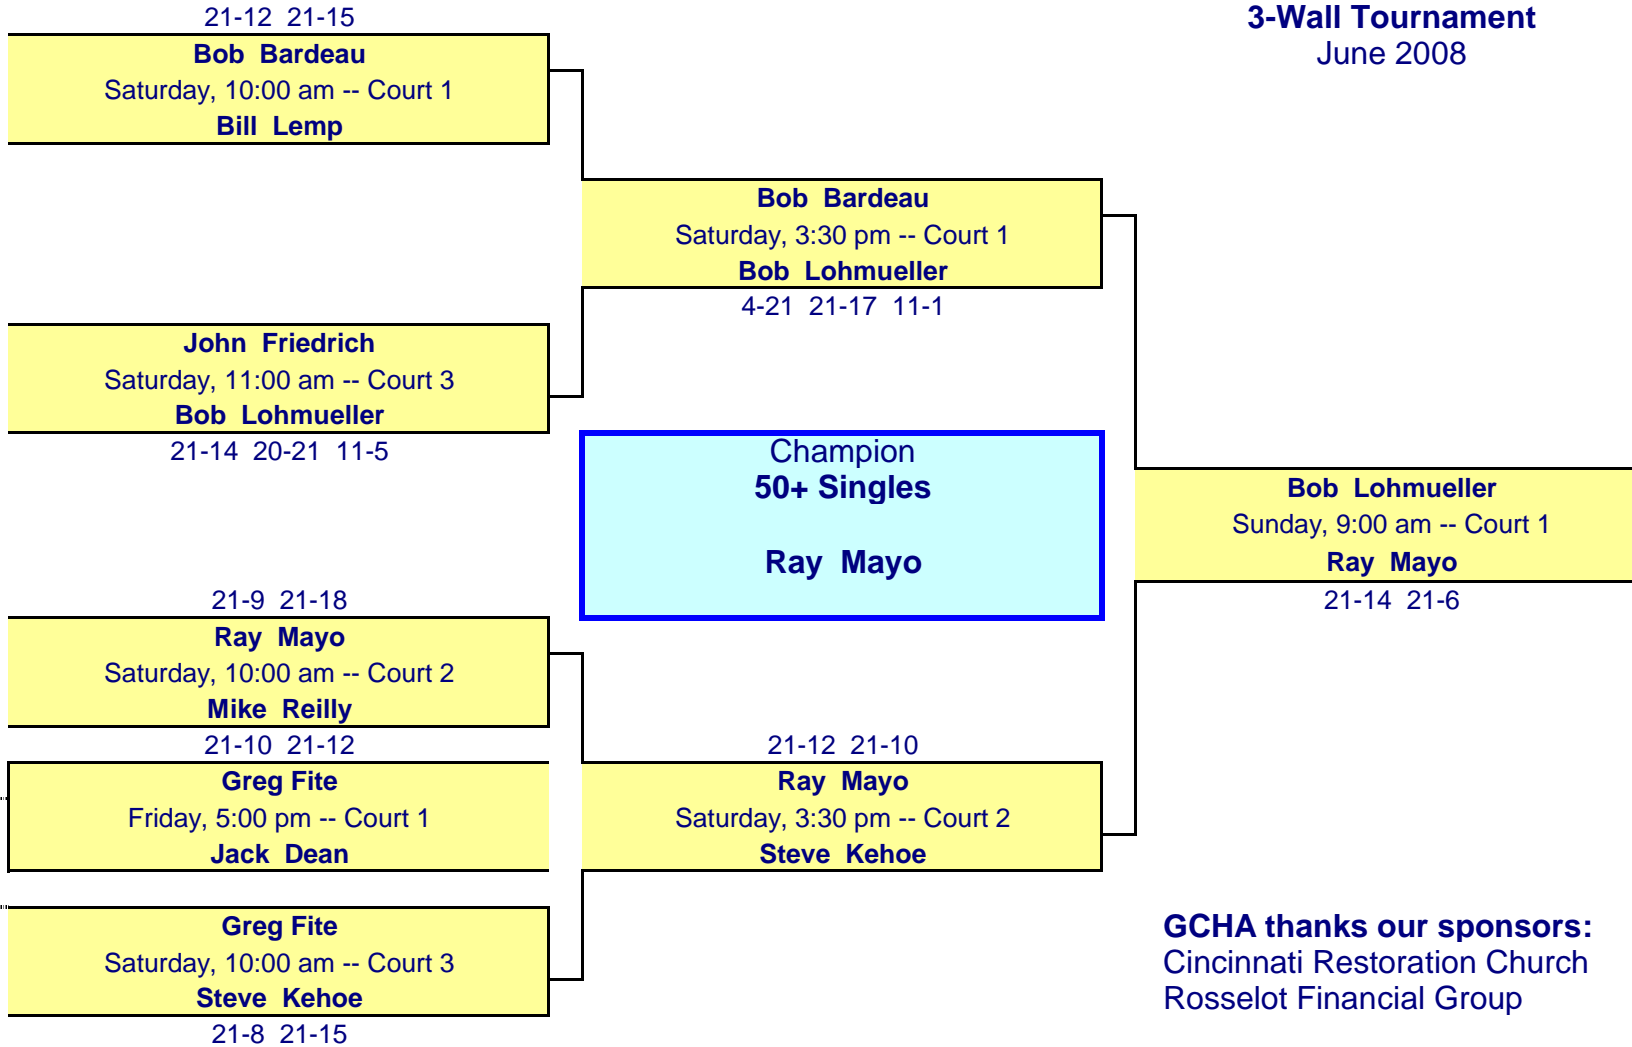 21-12 21-15
Bob Bardeau
Saturday, 10:00 am -- Court 1
Bill Lemp
3-Wall Tournament
June 2008
Bob Bardeau
Saturday, 3:30 pm -- Court 1
Bob Lohmueller
4-21 21-17 11-1
John Friedrich
Saturday, 11:00 am -- Court 3
Bob Lohmueller
21-14 20-21 11-5
Champion
50+ Singles
Ray Mayo
Bob Lohmueller
Sunday, 9:00 am -- Court 1
Ray Mayo
21-14 21-6
21-9 21-18
Ray Mayo
Saturday, 10:00 am -- Court 2
Mike Reilly
21-10 21-12
Greg Fite
Friday, 5:00 pm -- Court 1
Jack Dean
21-12 21-10
Ray Mayo
Saturday, 3:30 pm -- Court 2
Steve Kehoe
Greg Fite
Saturday, 10:00 am -- Court 3
Steve Kehoe
21-8 21-15
GCHA thanks our sponsors:
Cincinnati Restoration Church
Rosselot Financial Group